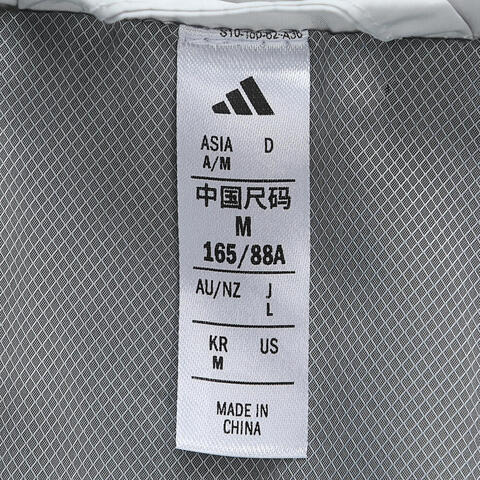 ASIA D
A/M
中国尺码
M
165/88A
AU/NZ J
L
KR US
M
MADE IN
CHINA